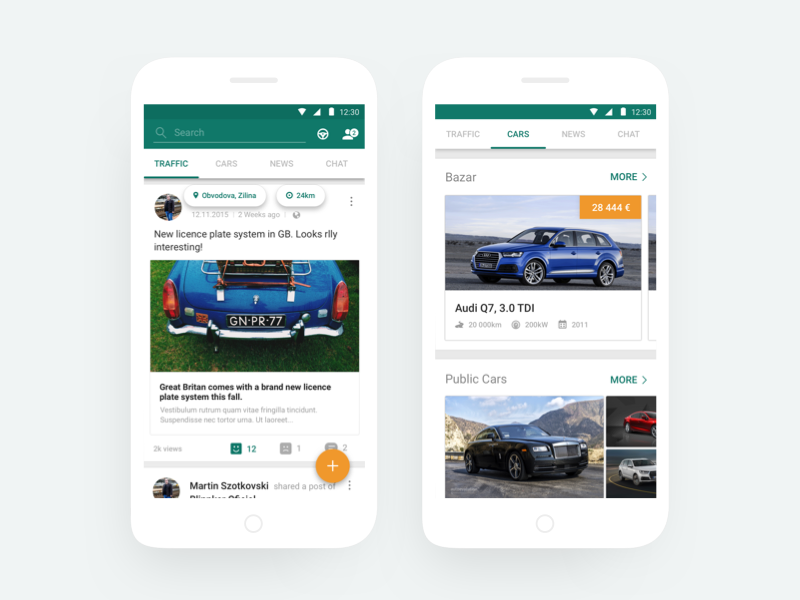 12:30
Search
2
TRAFFIC CARS NEWS CHAT
Obvodova, Zilina
24km
12.11.2015 | 2 Weeks ago
New licence plate system in GB. Looks rlly
interesting!
GN·PR·77
Great Britan comes with a brand new licence
plate system this fall.
Vestibulum rutrum quam vitae fringilla tincidunt.
Suspendisse nec tortor urna. Ut laoreet...
2k views
12
1
2
+
Martin Szotkovski shared a post of
12:30
TRAFFIC CARS NEWS CHAT
Bazar
MORE
28 444 €
Audi Q7, 3.0 TDI
20 000km 200kW 2011
Public Cars
MORE